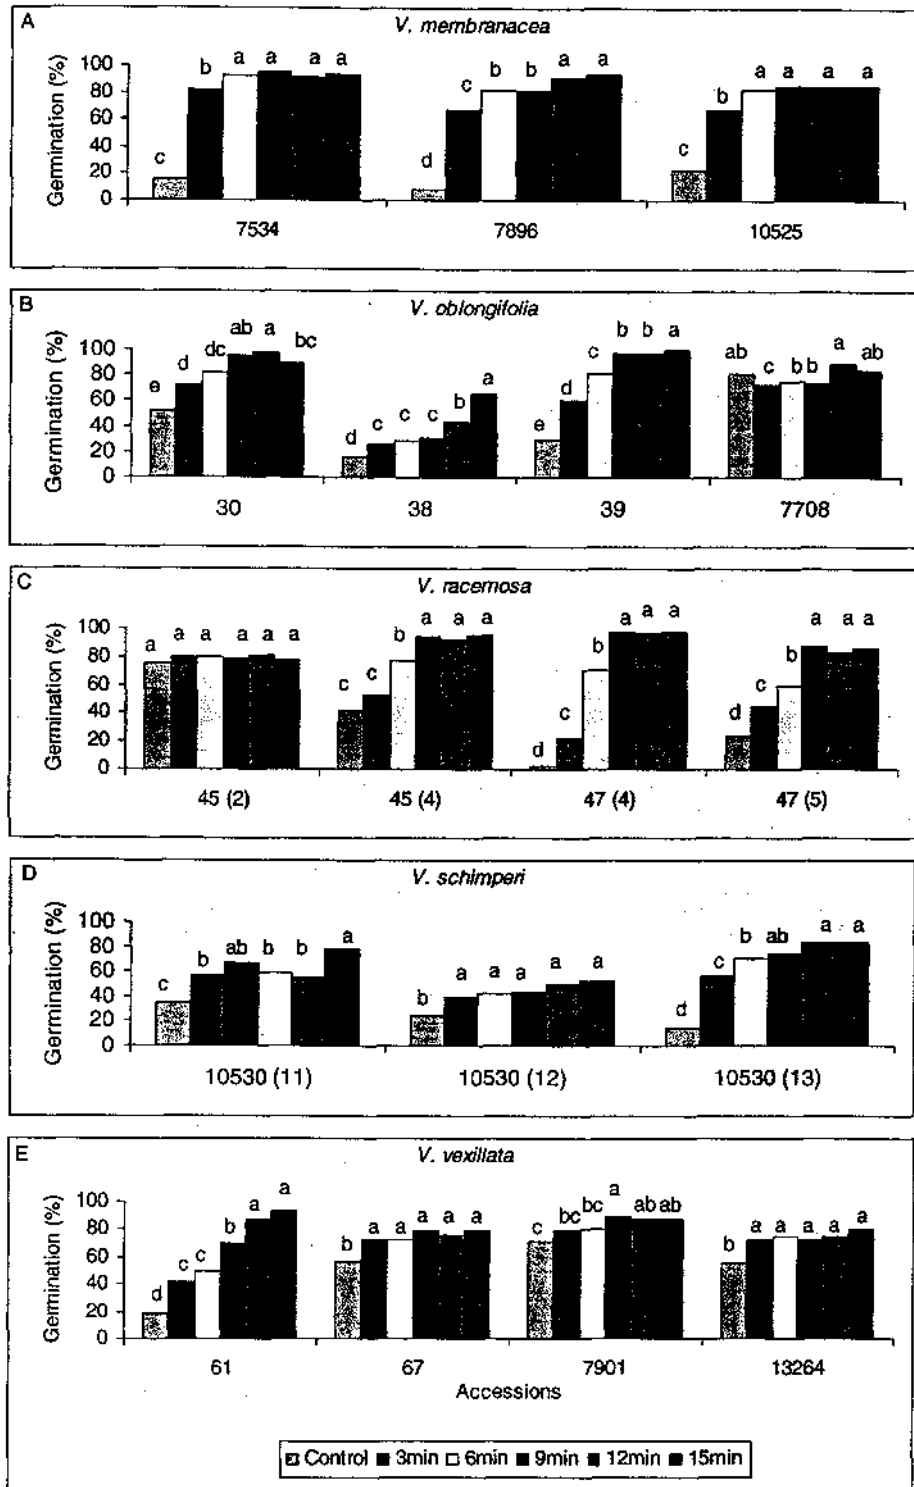 A
V. membranacea
Germination (%)
100
80
60
40
20
0
c b a a a a
d c b b a a
c b a a a a
7534 7896 10525
B
V. oblongifolia
Germination (%)
100
80
60
40
20
0
e d dc ab a bc
d c c c b a
e d c b b a
ab c b b a ab
30 38 39 7708
C
V. racemosa
Germination (%)
100
80
60
40
20
0
a a a a a a
c c b a a a
d c b a a a
d c b a a a
45 (2) 45 (4) 47 (4) 47 (5)
D
V. schimperi
Germination (%)
100
80
60
40
20
0
c b ab b b a
b a a a a a
d c b ab a a
10530 (11) 10530 (12) 10530 (13)
E
V. vexillata
Germination (%)
100
80
60
40
20
0
d c c b a a
b a a a a a
c bc bc a ab ab
b a a a a a
61 67 7901 13264
Accessions
Control 3min 6min 9min 12min 15min